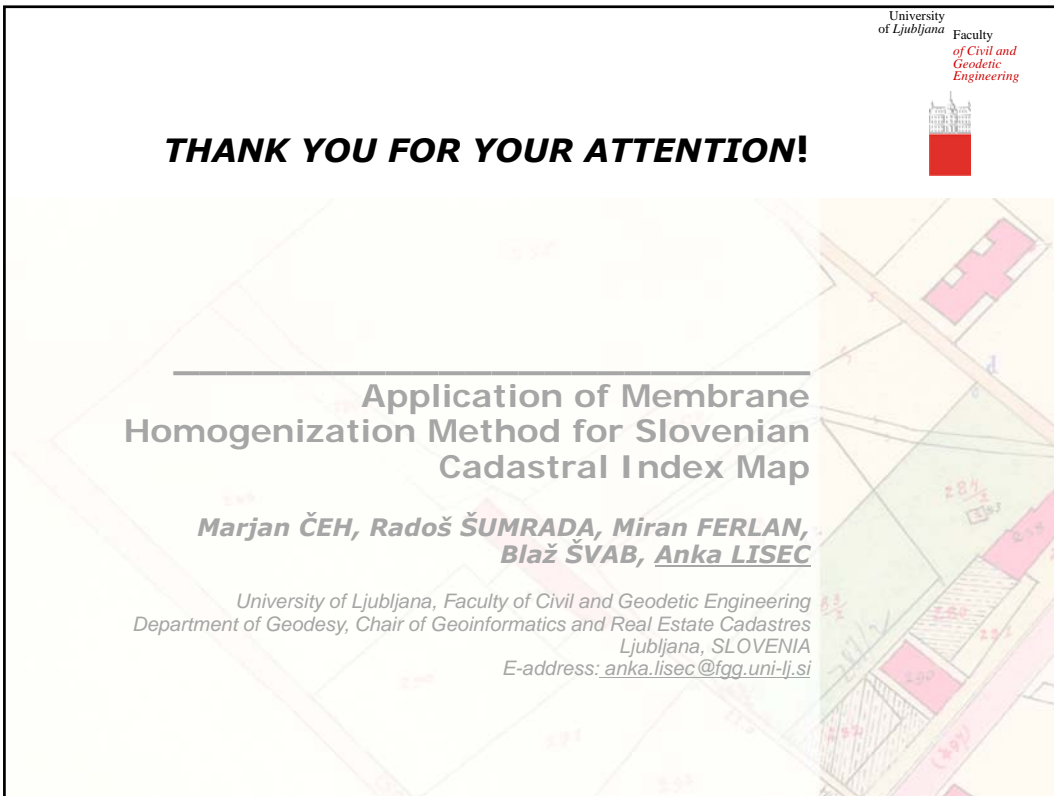 University
of Ljubljana
Faculty
of Civil and
Geodetic
Engineering
THANK YOU FOR YOUR ATTENTION!
Application of Membrane
Homogenization Method for Slovenian
Cadastral Index Map
Marjan ČEH, Radoš ŠUMRADA, Miran FERLAN,
Blaž ŠVAB, Anka LISEC
University of Ljubljana, Faculty of Civil and Geodetic Engineering
Department of Geodesy, Chair of Geoinformatics and Real Estate Cadastres
Ljubljana, SLOVENIA
E-address: anka.lisec@fgg.uni-lj.si
290